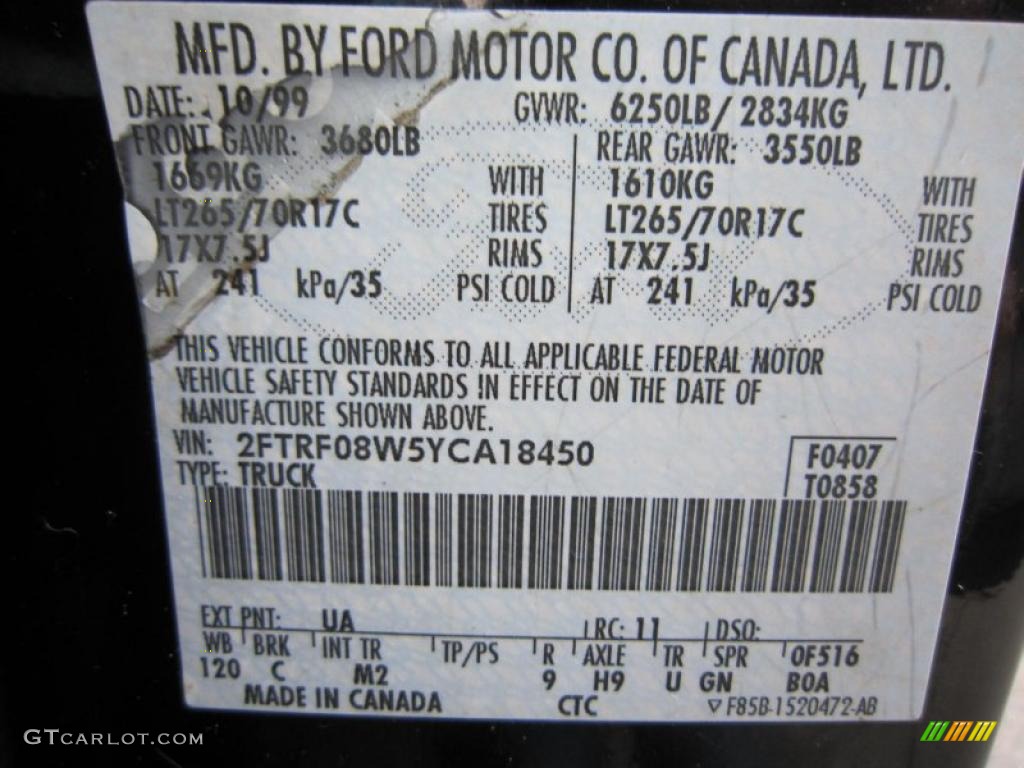 MFD. BY FORD MOTOR CO. OF CANADA, LTD.
DATE: 10/99 GVWR: 6250LB/ 2834KG
FRONT GAWR: 3680LB REAR GAWR: 3550LB
1669KG WITH 1610KG WITH
LT265/70R17C TIRES LT265/70R17C TIRES
17X7.5J RIMS 17X7.5J RIMS
AT 241 kPa/35 PSI COLD AT 241 kPa/35 PSI COLD
THIS VEHICLE CONFORMS TO ALL APPLICABLE FEDERAL MOTOR
VEHICLE SAFETY STANDARDS IN EFFECT ON THE DATE OF
MANUFACTURE SHOWN ABOVE.
VIN: 2FTRF08W5YCA18450 F0407
TYPE: TRUCK T0858
EXT PNT: UA RC: 11 DSO:
WB BRK INT TR TP/PS R AXLE TR SPR 0F516
120 C M2 9 H9 U GN B0A
MADE IN CANADA CTC ▽F85B-1520472-AB
GTCARLOT.COM